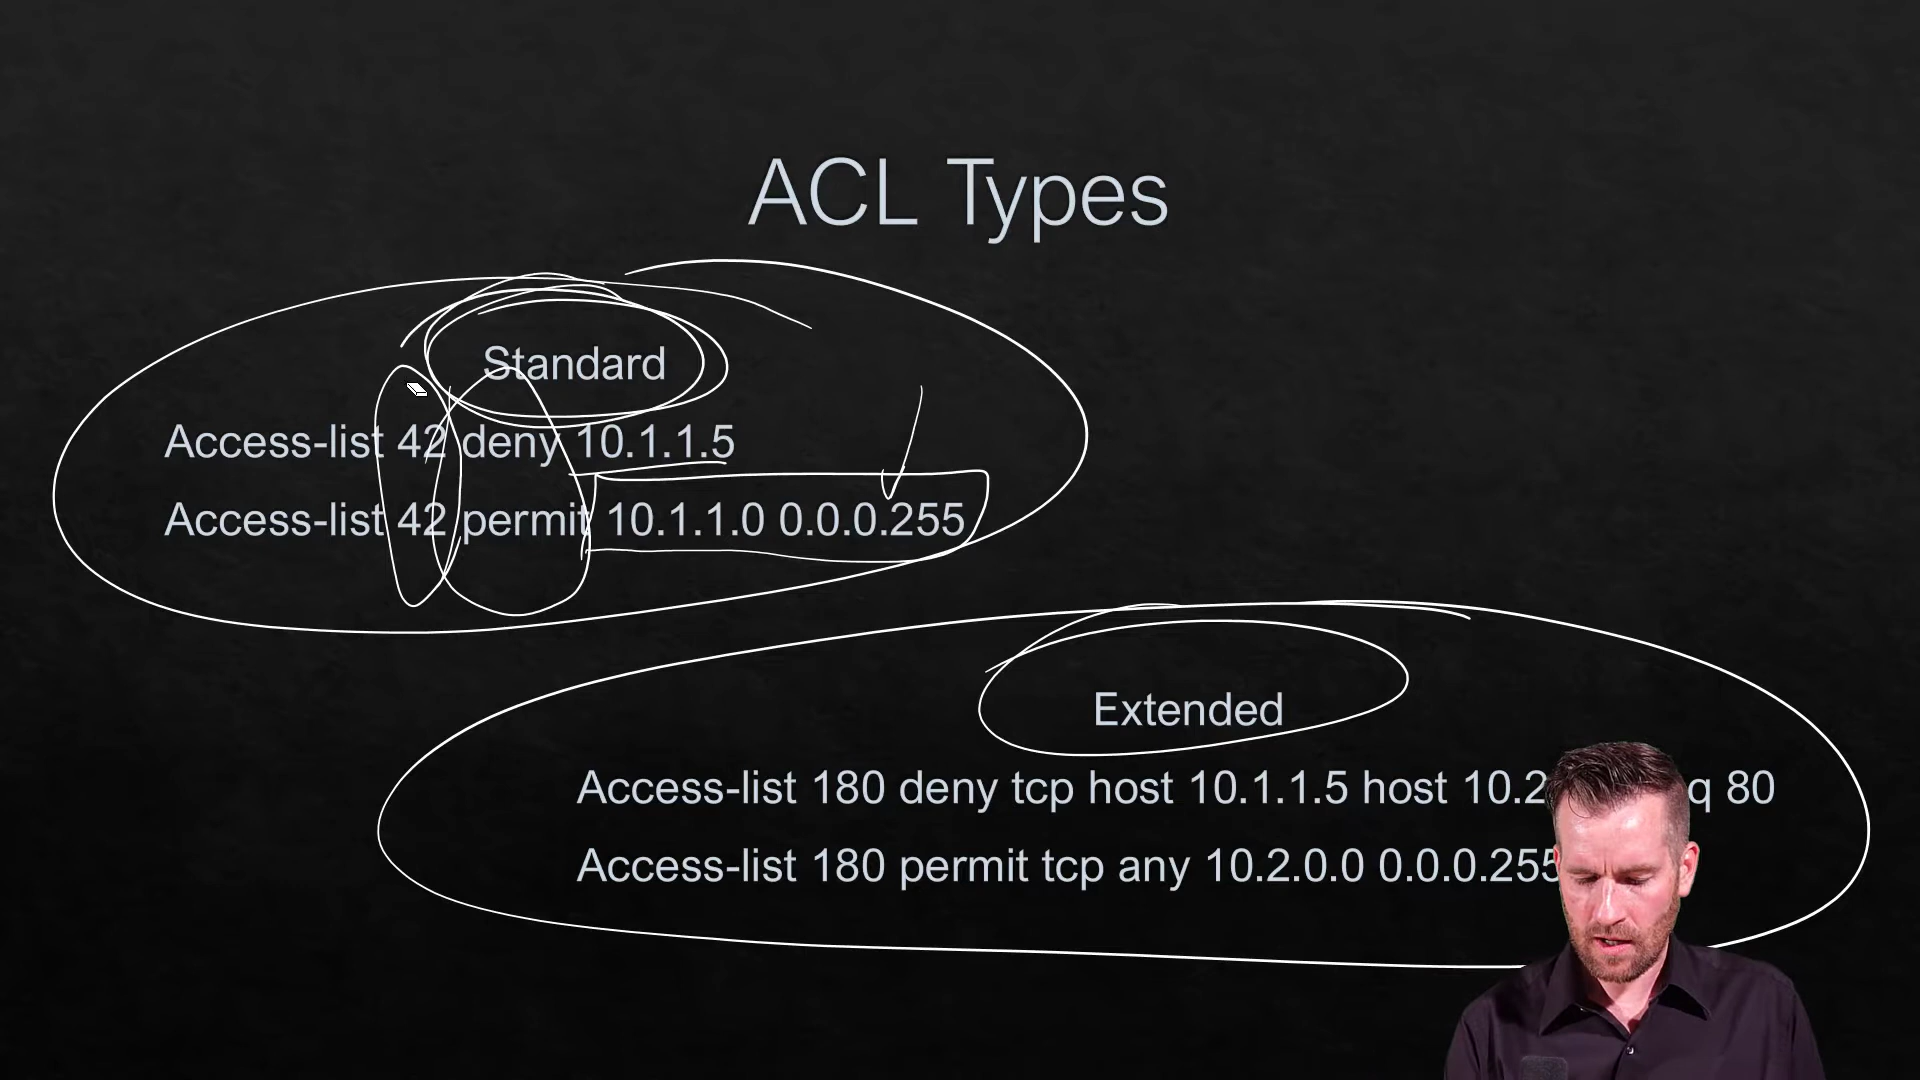 ACL Types
Standard
Access-list 42 deny 10.1.1.5
Access-list 42 permit 10.1.1.0 0.0.0.255
Extended
Access-list 180 deny tcp host 10.1.1.5 host 10.2 q 80
Access-list 180 permit tcp any 10.2.0.0 0.0.0.255